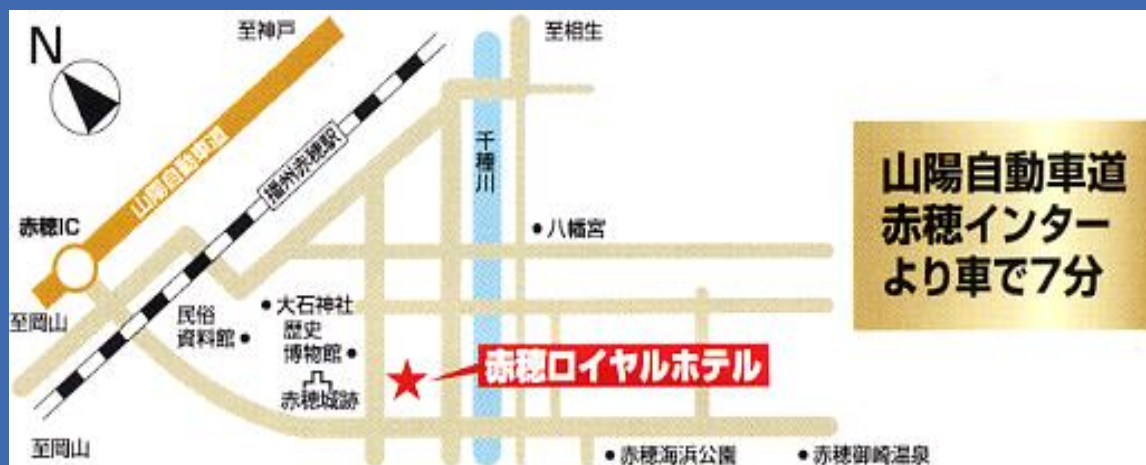 N
至神戸
至相生
山陽自動車道
播州赤穂駅
千種川
赤穂IC
八幡宮
山陽自動車道
赤穂インター
より車で7分
至岡山
民俗
資料館
大石神社
歴史
博物館
赤穂城跡
赤穂ロイヤルホテル
至岡山
赤穂海浜公園
赤穂御崎温泉